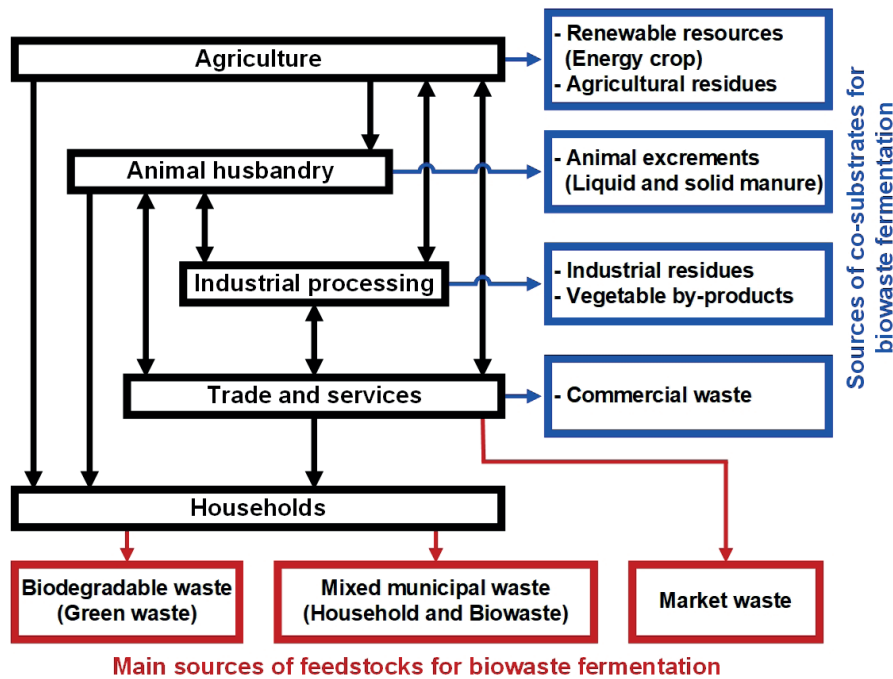 Agriculture
- Renewable resources
(Energy crop)
- Agricultural residues
Animal husbandry
- Animal excrements
(Liquid and solid manure)
Industrial processing
- Industrial residues
- Vegetable by-products
Trade and services
- Commercial waste
Sources of co-substrates for
biowaste fermentation
Households
Biodegradable waste
(Green waste)
Mixed municipal waste
(Household and Biowaste)
Market waste
Main sources of feedstocks for biowaste fermentation